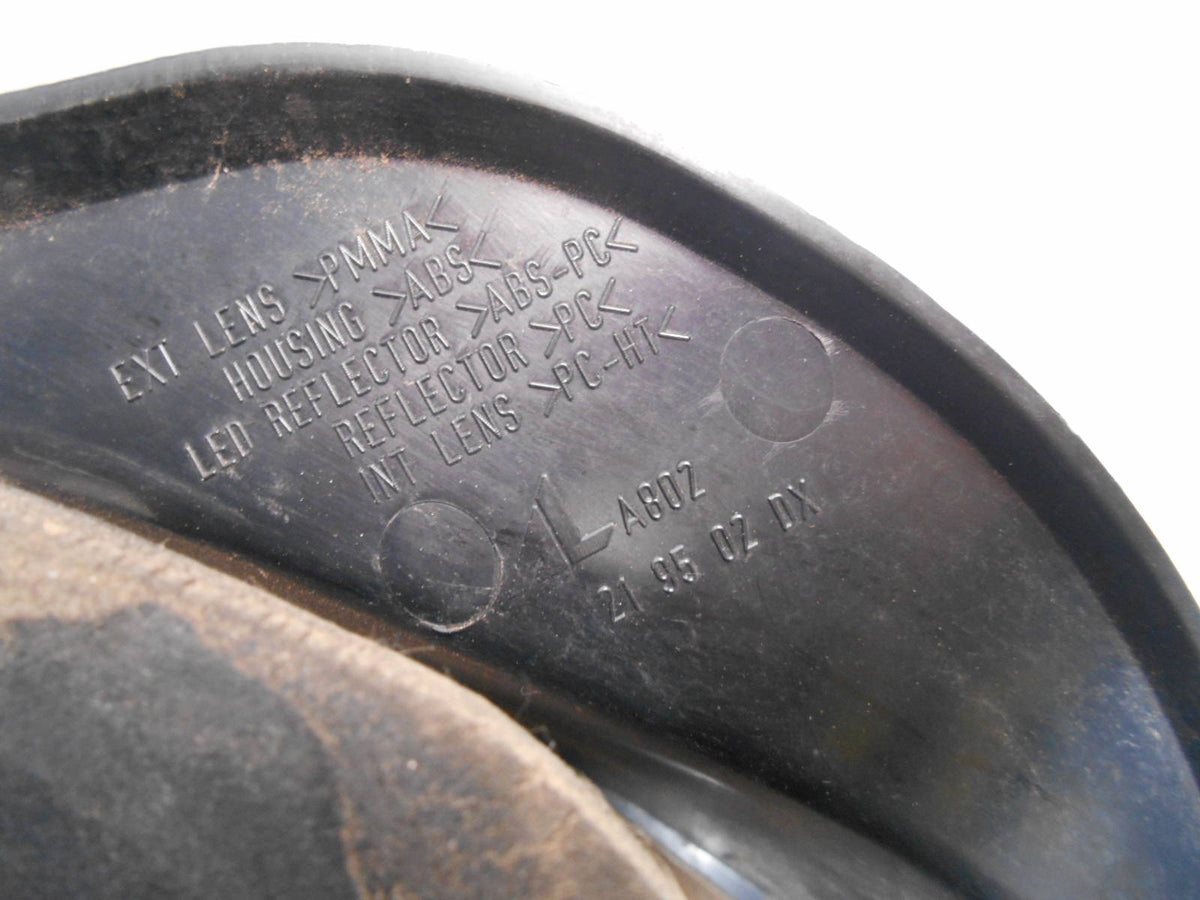 EXT LENS >PMMA<
HOUSING >ABS<
LED REFLECTOR >ABS-PC<
REFLECTOR >PC<
INT LENS >PC-HT<
L A802
21 95 02 DX